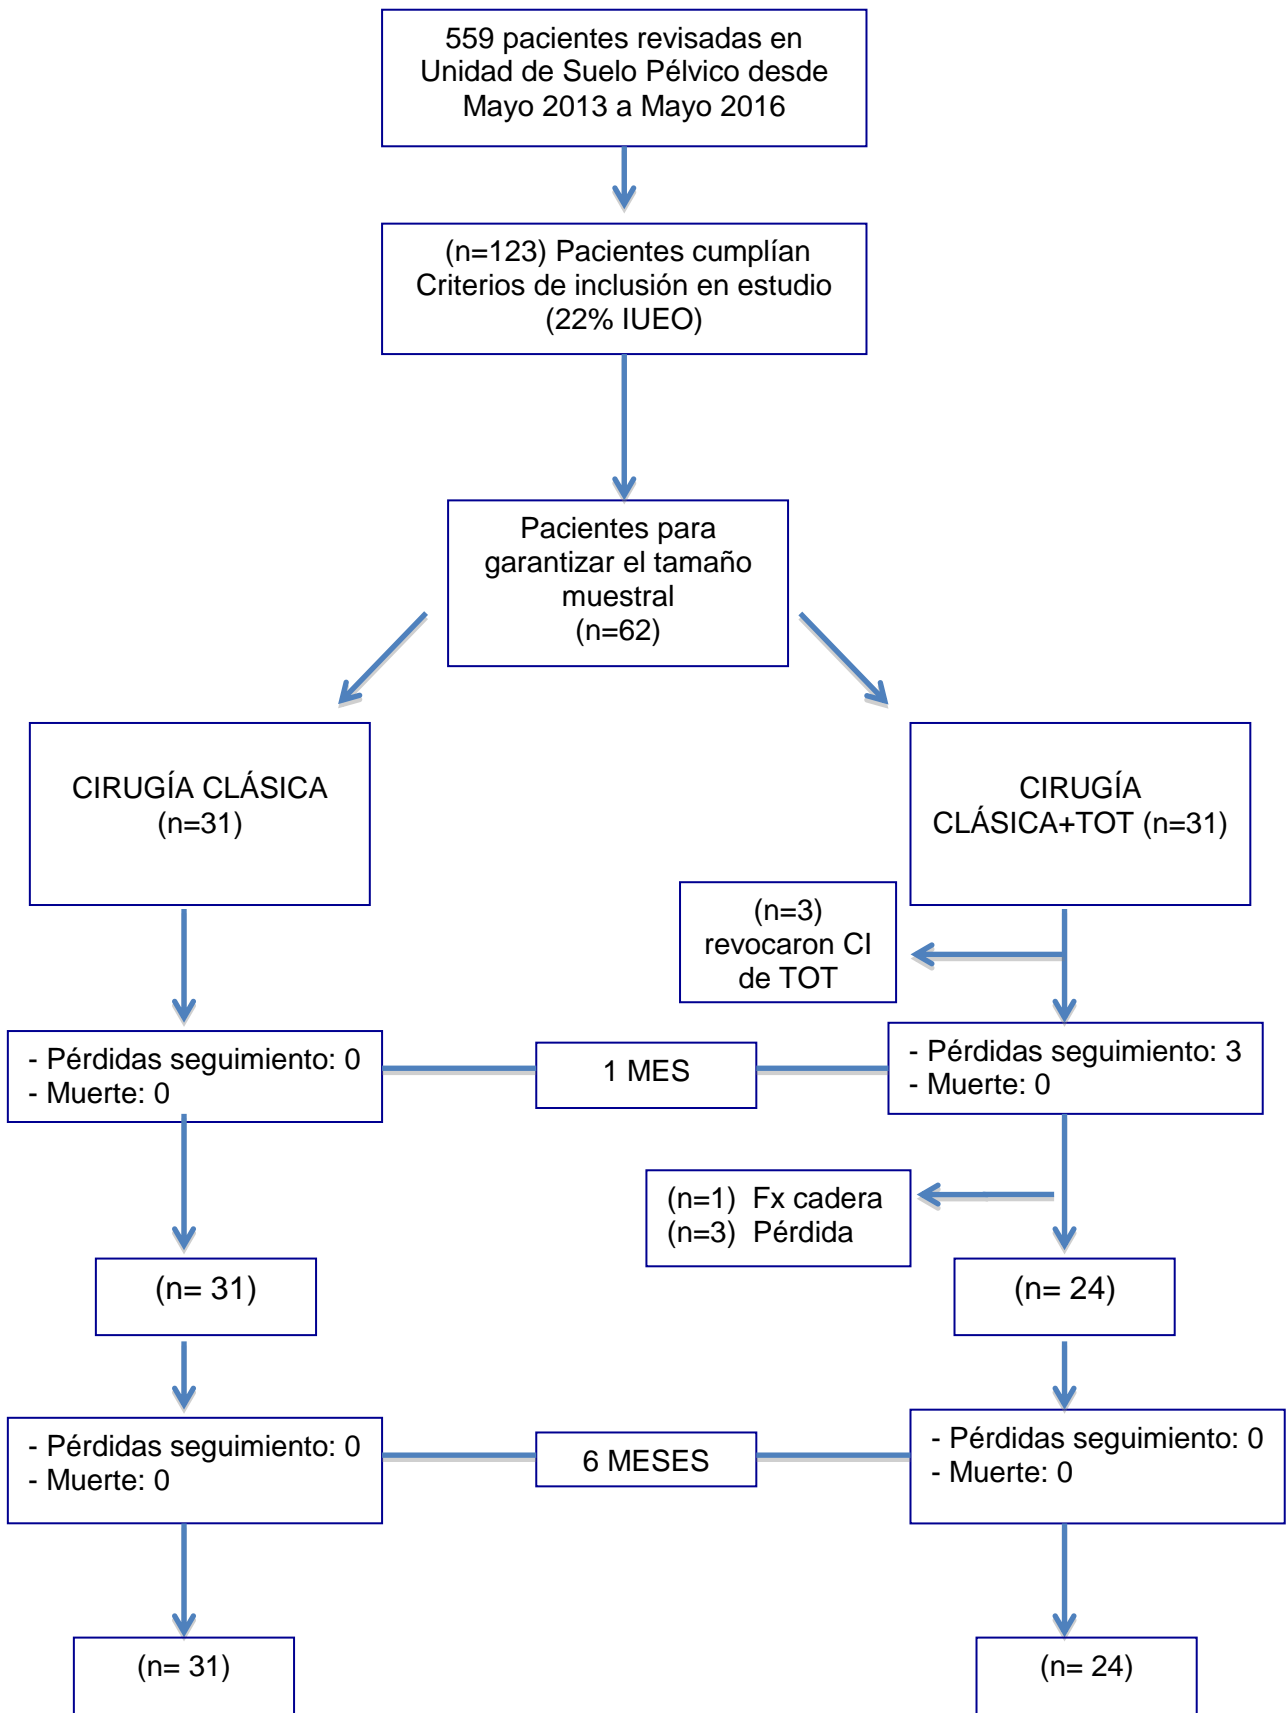 559 pacientes revisadas en
Unidad de Suelo Pélvico desde
Mayo 2013 a Mayo 2016
(n=123) Pacientes cumplían
Criterios de inclusión en estudio
(22% IUEO)
Pacientes para
garantizar el tamaño
muestral
(n=62)
CIRUGÍA CLÁSICA
(n=31)
CIRUGÍA
CLÁSICA+TOT (n=31)
(n=3)
revocaron CI
de TOT
- Pérdidas seguimiento: 0
- Muerte: 0
1 MES
- Pérdidas seguimiento: 3
- Muerte: 0
(n=1) Fx cadera
(n=3) Pérdida
(n= 31)
(n= 24)
- Pérdidas seguimiento: 0
- Muerte: 0
6 MESES
- Pérdidas seguimiento: 0
- Muerte: 0
(n= 31)
(n= 24)